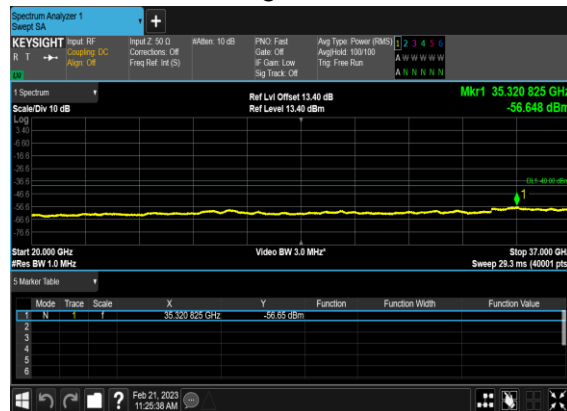 Spectrum Analyzer 1
Swept SA
KEYSIGHT Input: RF Input Z: 50 Ω #Atten: 10 dB PNO: Fast Avg Type: Power (RMS) 1 2 3 4 5 6
R T Coupling: DC Corrections: Off Gate: Off Avg|Hold: 100/100 A W W W W W
Align: Off Freq Ref: Int (S) IF Gain: Low Trig: Free Run
Sig Track: Off A N N N N N
1 Spectrum Ref Lvl Offset 13.40 dB Mkr1 35.320 825 GHz
Scale/Div 10 dB Ref Level 13.40 dBm -56.648 dBm
Log
3.40
-6.60
-16.6
-26.6
-36.6 DL1 -40.00 dBm
-46.6 1
-56.6
-66.6
-76.6
Start 20.000 GHz Video BW 3.0 MHz* Stop 37.000 GHz
#Res BW 1.0 MHz Sweep 29.3 ms (40001 pts)
5 Marker Table
Mode Trace Scale X Y Function Function Width Function Value
1 N 1 f 35.320 825 GHz -56.65 dBm
2
3
4
5
6
? Feb 21, 2023
11:25:38 AM